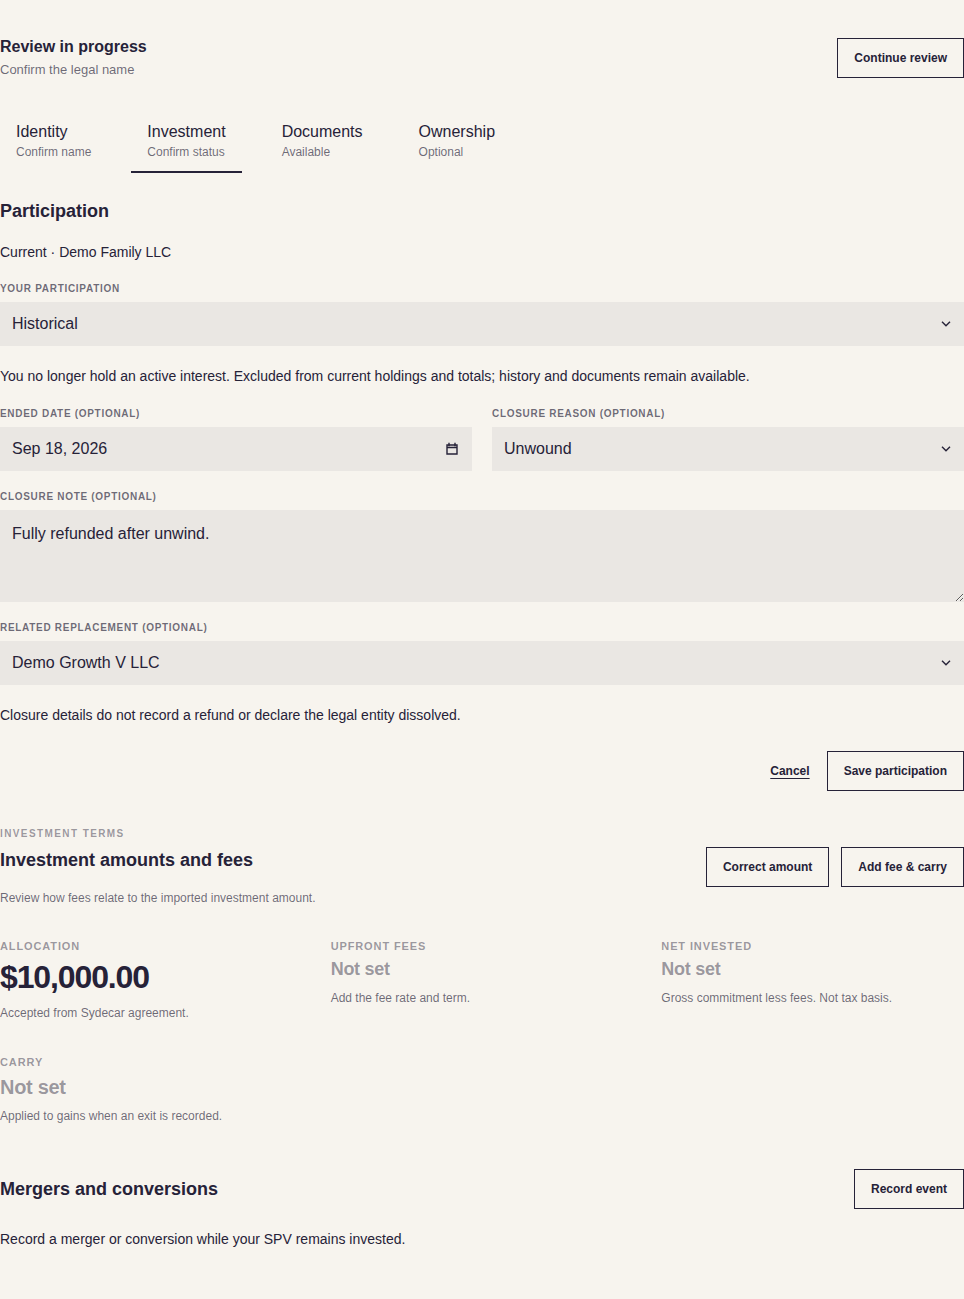 Review in progress
Confirm the legal name
Continue review
Identity
Confirm name
Investment
Confirm status
Documents
Available
Ownership
Optional
Participation
Current · Demo Family LLC
YOUR PARTICIPATION
Historical
You no longer hold an active interest. Excluded from current holdings and totals; history and documents remain available.
ENDED DATE (OPTIONAL)
Sep 18, 2026
CLOSURE REASON (OPTIONAL)
Unwound
CLOSURE NOTE (OPTIONAL)
Fully refunded after unwind.
RELATED REPLACEMENT (OPTIONAL)
Demo Growth V LLC
Closure details do not record a refund or declare the legal entity dissolved.
Cancel
Save participation
INVESTMENT TERMS
Investment amounts and fees
Review how fees relate to the imported investment amount.
Correct amount
Add fee & carry
ALLOCATION
$10,000.00
Accepted from Sydecar agreement.
UPFRONT FEES
Not set
Add the fee rate and term.
NET INVESTED
Not set
Gross commitment less fees. Not tax basis.
CARRY
Not set
Applied to gains when an exit is recorded.
Mergers and conversions
Record event
Record a merger or conversion while your SPV remains invested.